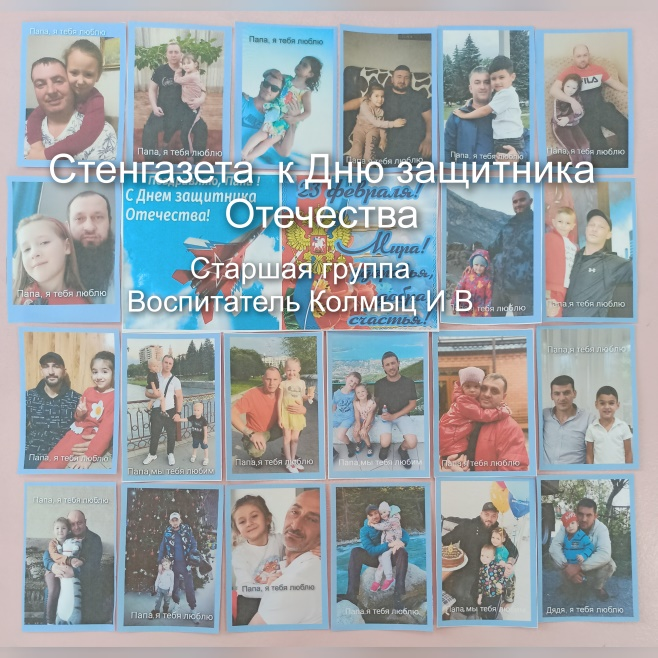 Папа, я тебя люблю
Папа, я тебя люблю
Папа, я тебя люблю
Папа, я тебя люблю
Папа, я тебя люблю
Папа, я тебя люблю
Папа, я тебя люблю
Стенгазета к Дню защитника
Отечества
Старшая группа
Воспитатель Колмыц И В
С Днем защитника
Отечества!
23 февраля!
Мира!
счастья!
Папа, я тебя люблю
Папа, я тебя люблю
Папа, я тебя люблю
Папа, я тебя люблю
Папа,мы тебя любим
Папа,я тебя люблю
Папа,мы тебя любим
Папа,я тебя люблю
Папа,я тебя люблю
Папа, я тебя люблю
Папа, я тебя люблю
Папа, я тебя люблю
Папа,я тебя люблю
Папа,мы тебя люблю
Дядя, я тебя люблю